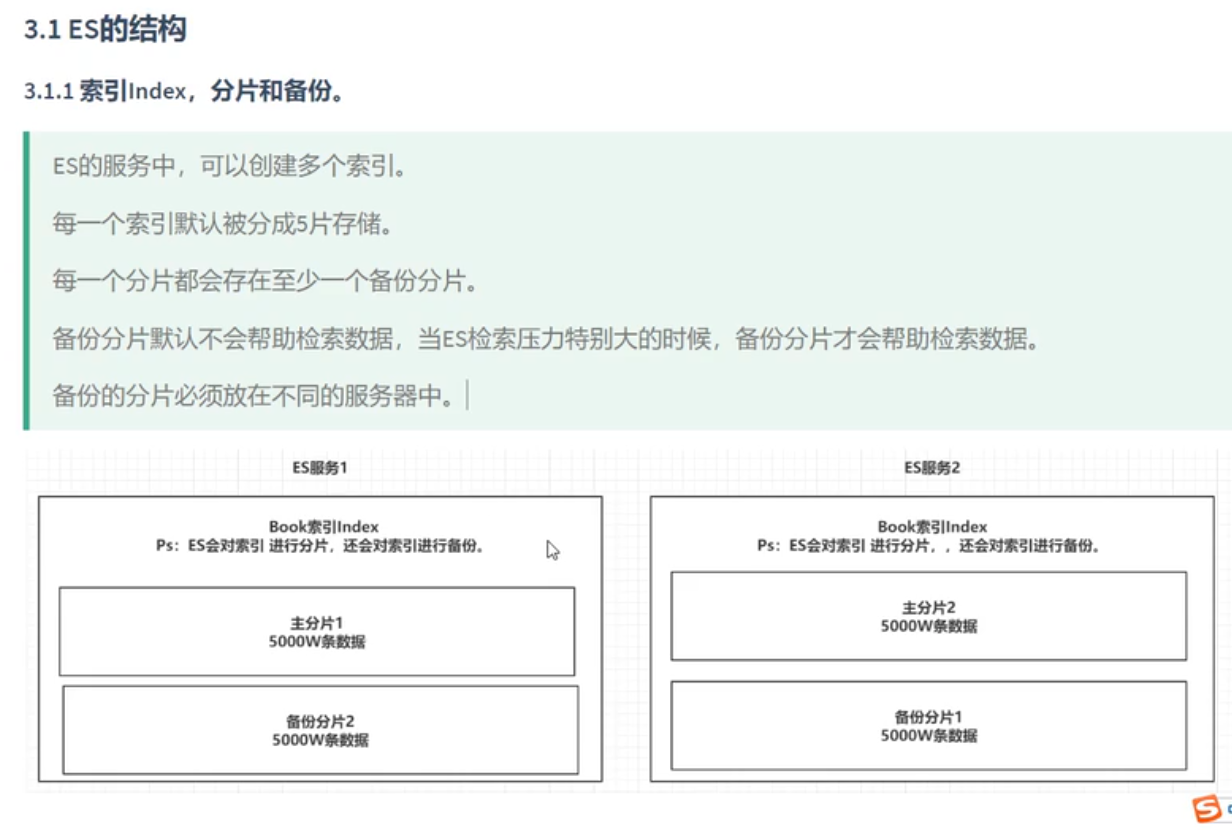 3.1 ES的结构
3.1.1 索引Index，分片和备份。
ES的服务中，可以创建多个索引。
每一个索引默认被分成5片存储。
每一个分片都会存在至少一个备份分片。
备份分片默认不会帮助检索数据，当ES检索压力特别大的时候，备份分片才会帮助检索数据。
备份的分片必须放在不同的服务器中。
ES服务1
Book索引Index
Ps：ES会对索引 进行分片，还会对索引进行备份。
主分片1
5000W条数据
备份分片2
5000W条数据
ES服务2
Book索引Index
Ps：ES会对索引 进行分片，，还会对索引进行备份。
主分片2
5000W条数据
备份分片1
5000W条数据